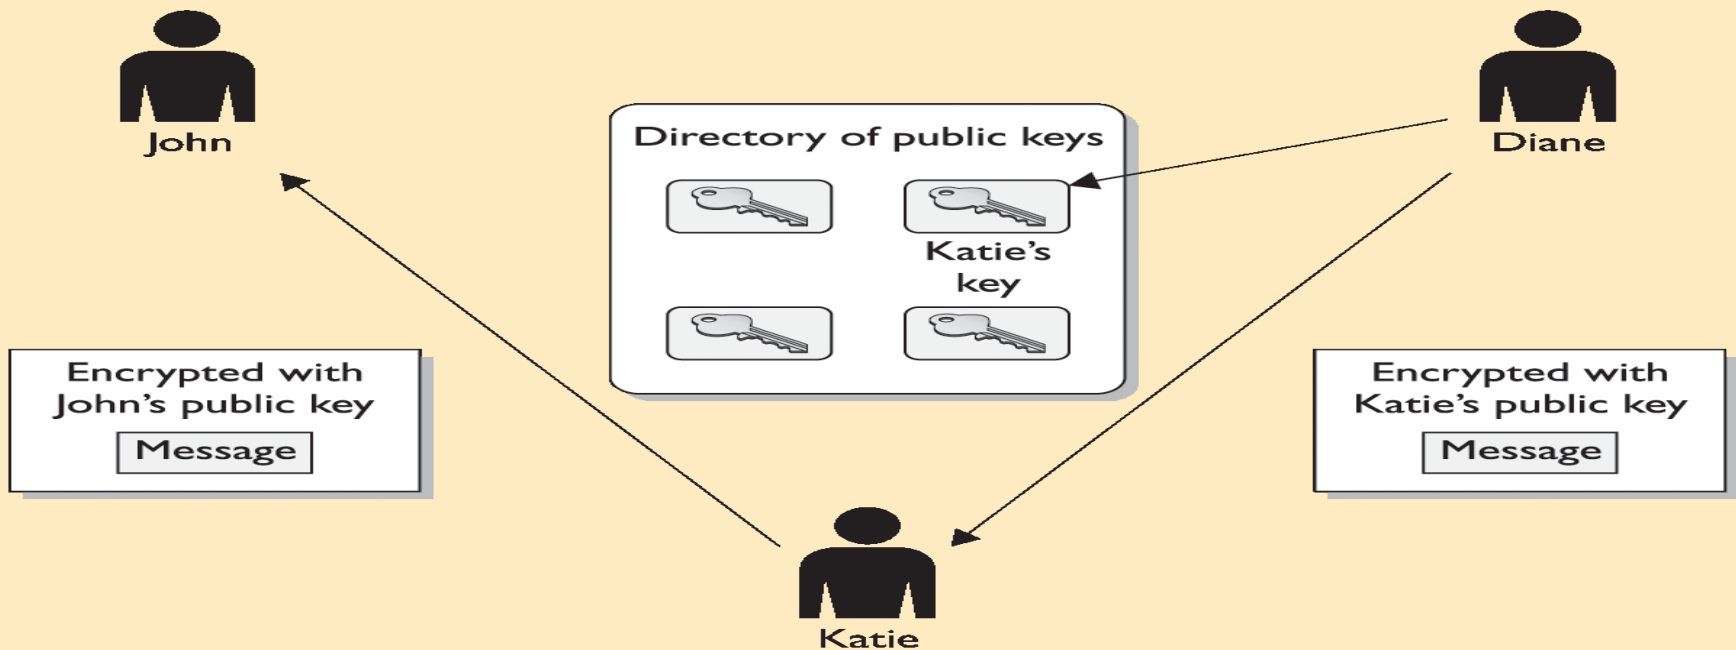 John
Diane
Directory of public keys
Katie's
key
Encrypted with
John's public key
Message
Encrypted with
Katie's public key
Message
Katie